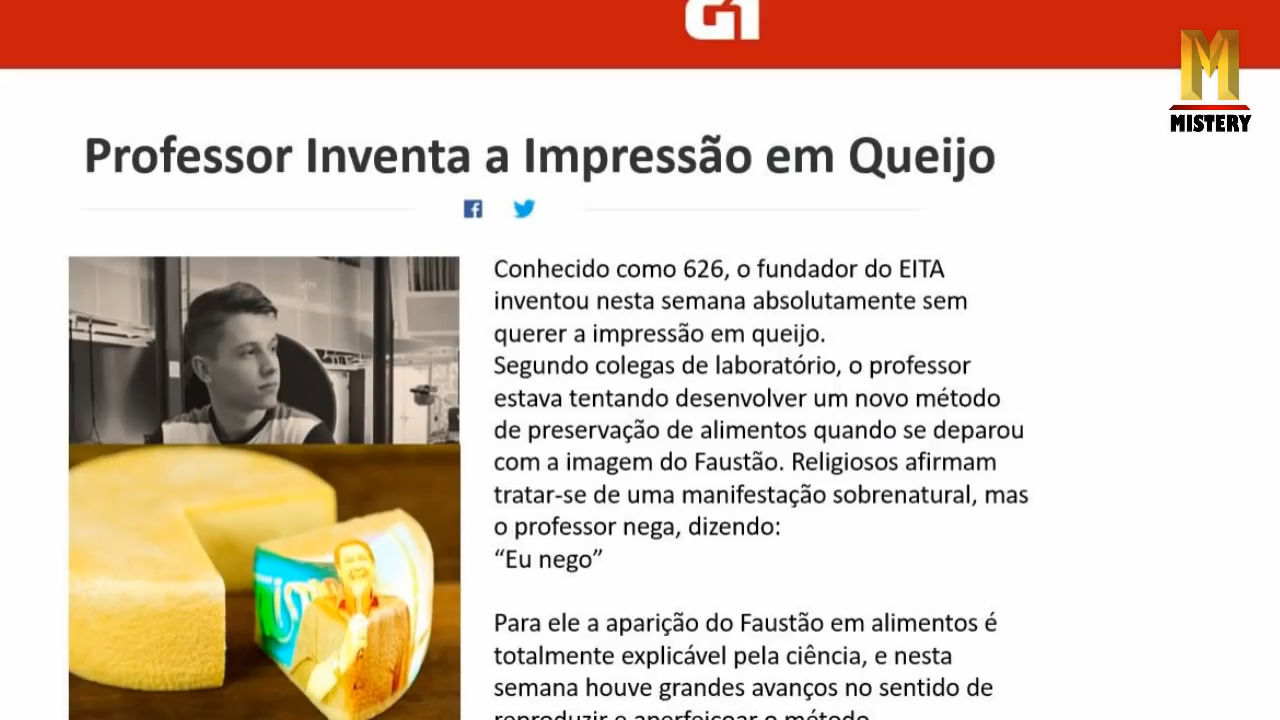 G1
M
MISTERY
Professor Inventa a Impressão em Queijo
Conhecido como 626, o fundador do EITA
inventou nesta semana absolutamente sem
querer a impressão em queijo.
Segundo colegas de laboratório, o professor
estava tentando desenvolver um novo método
de preservação de alimentos quando se deparou
com a imagem do Faustão. Religiosos afirmam
tratar-se de uma manifestação sobrenatural, mas
o professor nega, dizendo:
“Eu nego”
Para ele a aparição do Faustão em alimentos é
totalmente explicável pela ciência, e nesta
semana houve grandes avanços no sentido de
reproduzir e aperfeiçoar o método